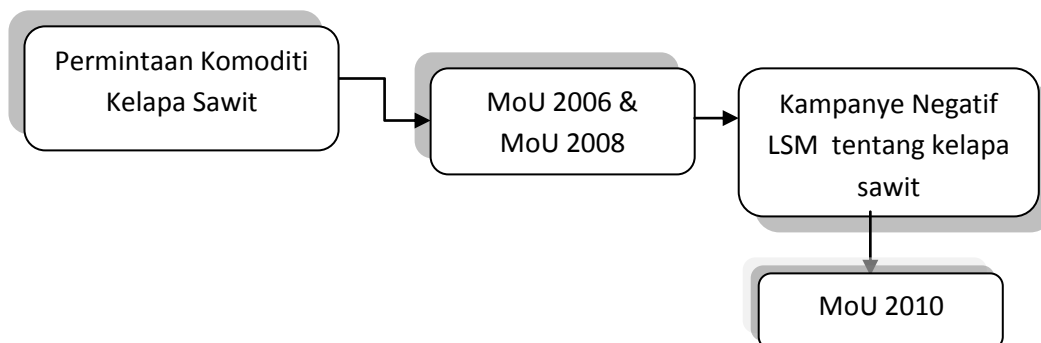 Permintaan Komoditi
Kelapa Sawit
MoU 2006 &
MoU 2008
Kampanye Negatif
LSM tentang kelapa
sawit
MoU 2010